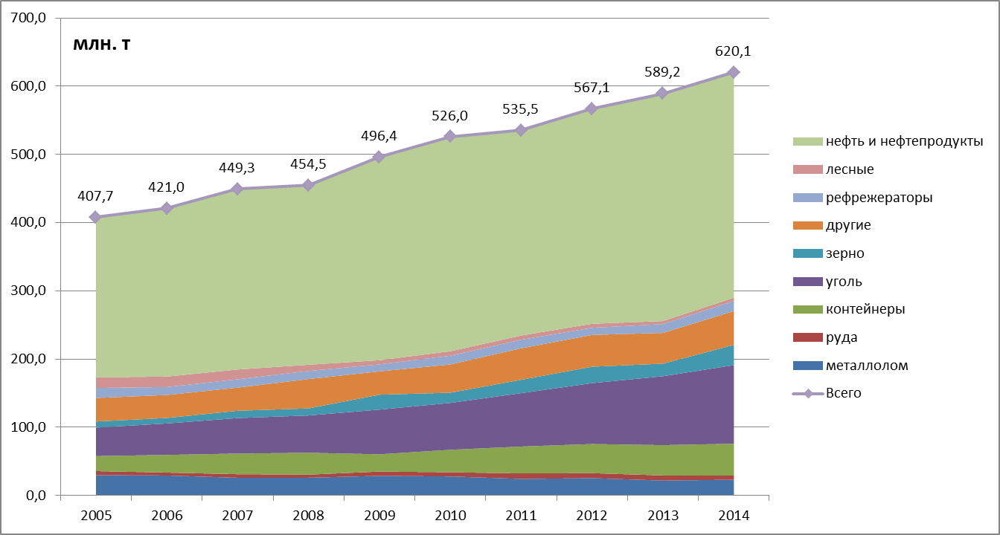 700,0
млн. т
600,0
500,0
400,0
300,0
200,0
100,0
0,0
407,7
421,0
449,3
454,5
496,4
526,0
535,5
567,1
589,2
620,1
2005 2006 2007 2008 2009 2010 2011 2012 2013 2014
нефть и нефтепродукты
лесные
рефрежераторы
другие
зерно
уголь
контейнеры
руда
металлолом
Всего